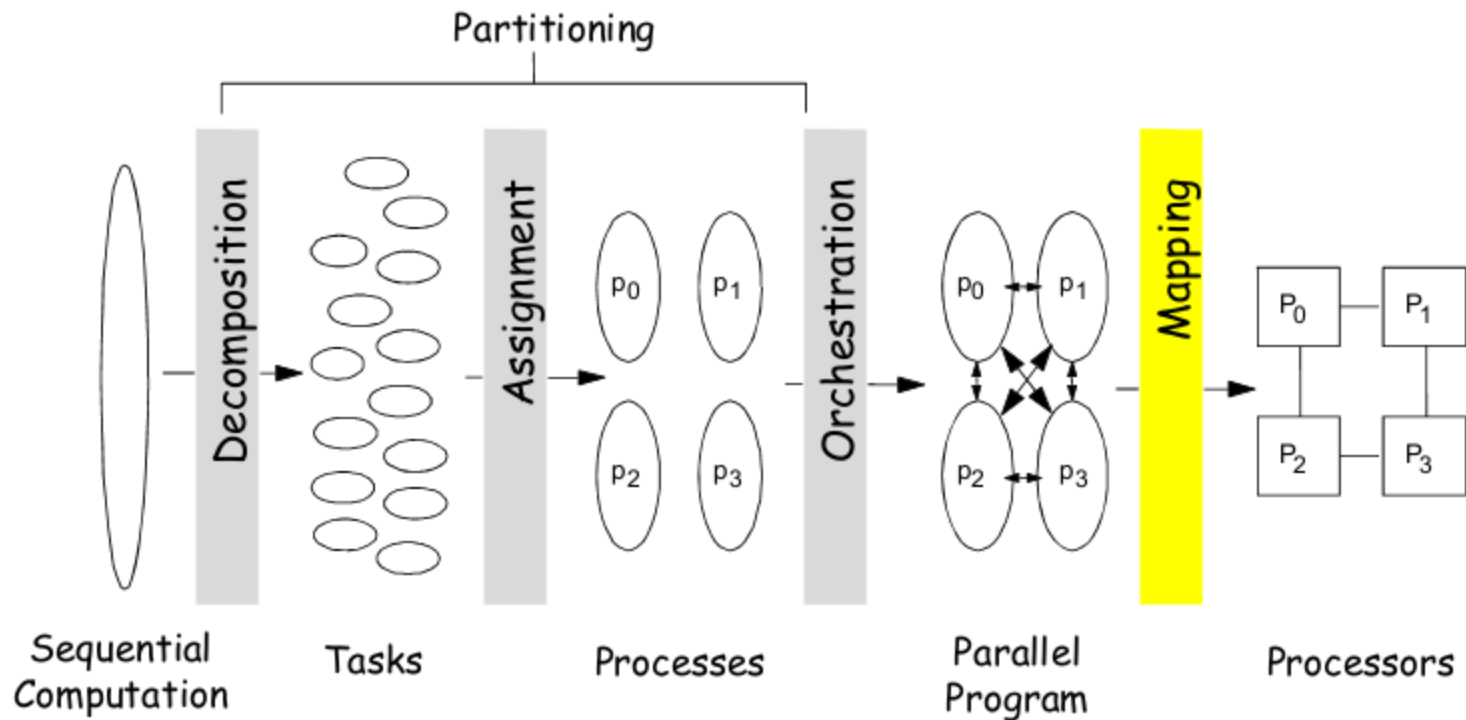 Partitioning
Decomposition
Assignment
Orchestration
Mapping
p0
p1
p2
p3
p0
p1
p2
p3
P0
P1
P2
P3
Sequential
Computation
Tasks
Processes
Parallel
Program
Processors